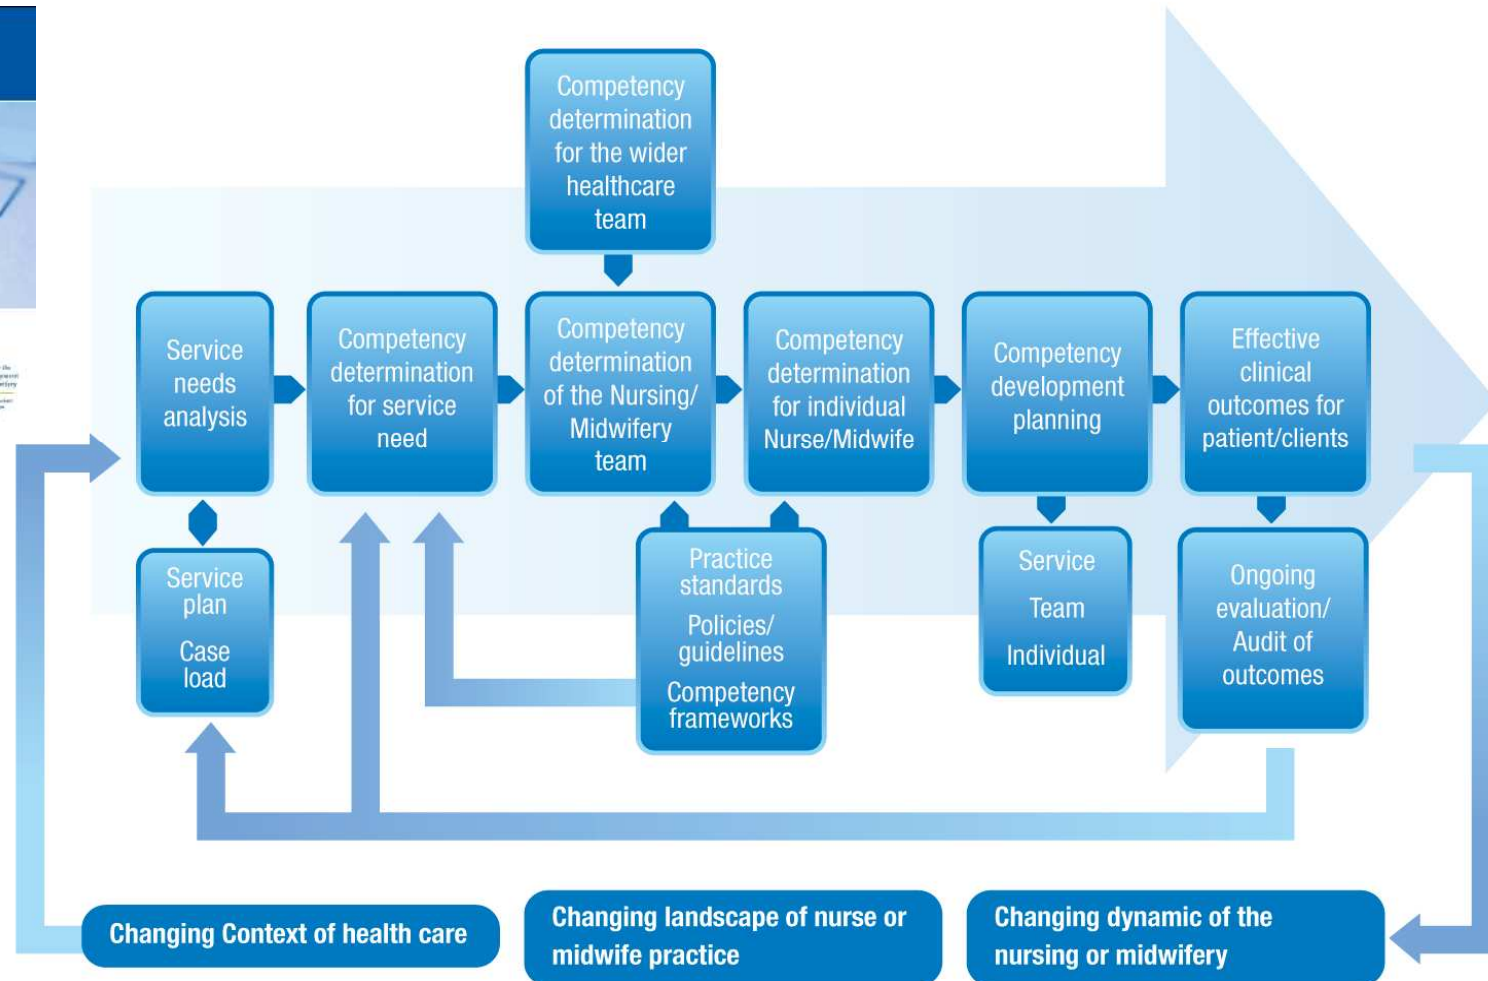 Competency
determination
for the wider
healthcare
team
Service
needs
analysis
Competency
determination
for service
need
Competency
determination
of the Nursing/
Midwifery
team
Competency
determination
for individual
Nurse/Midwife
Competency
development
planning
Effective
clinical
outcomes for
patient/clients
Service
plan
Case
load
Practice
standards
Policies/
guidelines
Competency
frameworks
Service
Team
Individual
Ongoing
evaluation/
Audit of
outcomes
Changing Context of health care
Changing landscape of nurse or
midwife practice
Changing dynamic of the
nursing or midwifery